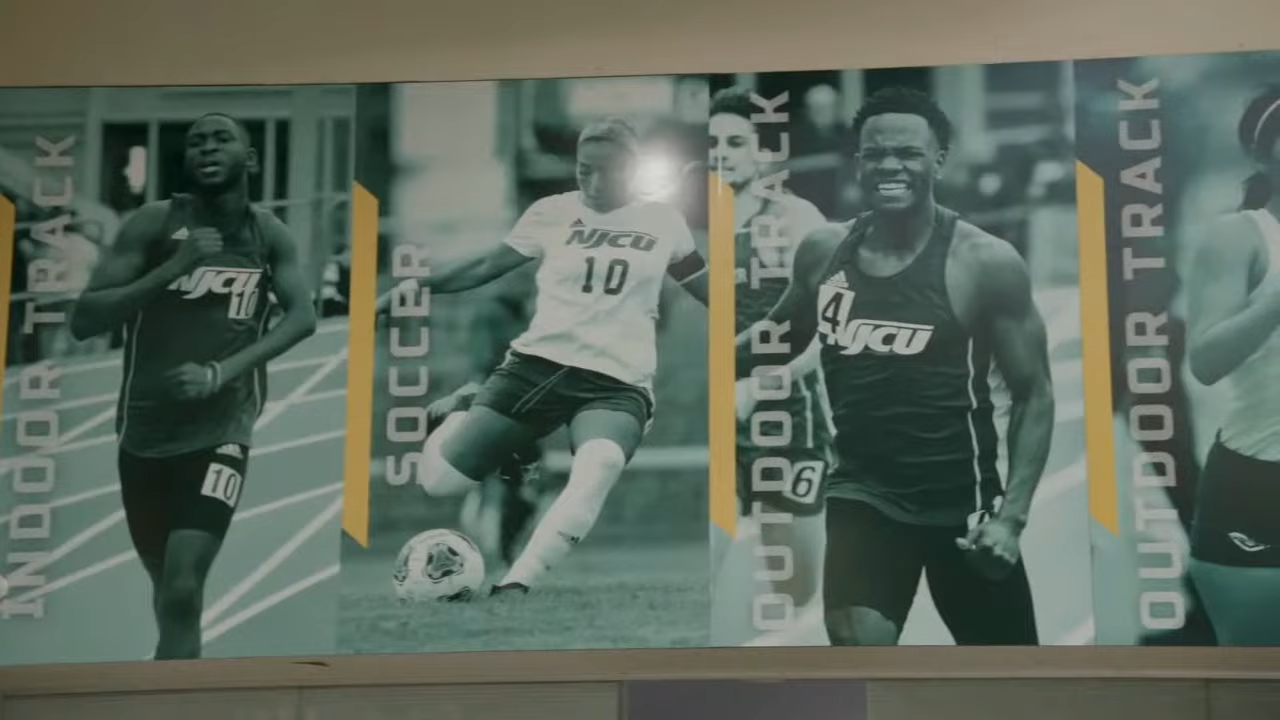 INDOOR TRACK
NJCU
10
10
SOCCER
NJCU
10
OUTDOOR TRACK
6
4
NJCU
OUTDOOR TRACK